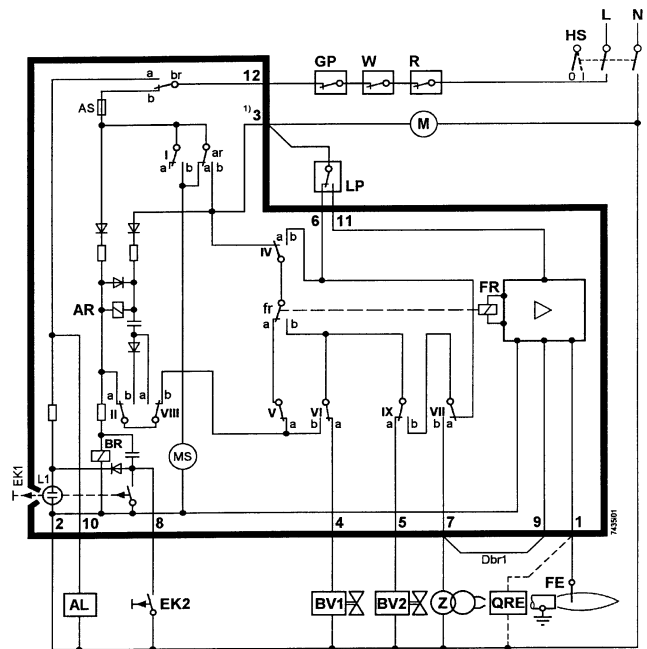 HS L N
0
GP W R
a br 12
b
AS
1) 3
M
I ar
a b a b
LP
6 11
a b
IV
FR
fr
a b
AR
a b a b
II VIII
V VI IX VII
a b a b a b a
MS
BR
EK1 L1
2 10 8 4 5 7 9 1
7435I01
Dbr1
AL EK2 BV1 BV2 Z QRE FE